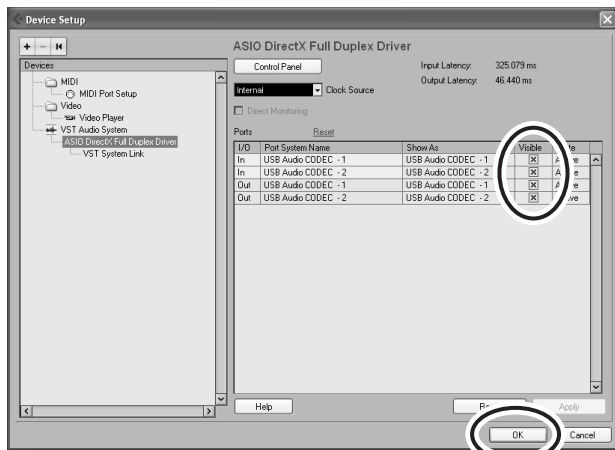 Device Setup
ASIO DirectX Full Duplex Driver
Devices
MIDI
MIDI Port Setup
Video
Video Player
VST Audio System
ASIO DirectX Full Duplex Driver
VST System Link
Control Panel
Input Latency: 325.079 ms
Output Latency: 46.440 ms
Internal Clock Source
Direct Monitoring
Ports Reset
I/O Port System Name Show As Visible
In USB Audio CODEC - 1 USB Audio CODEC - 1
In USB Audio CODEC - 2 USB Audio CODEC - 2
Out USB Audio CODEC - 1 USB Audio CODEC - 1
Out USB Audio CODEC - 2 USB Audio CODEC - 2
Help Apply
OK Cancel